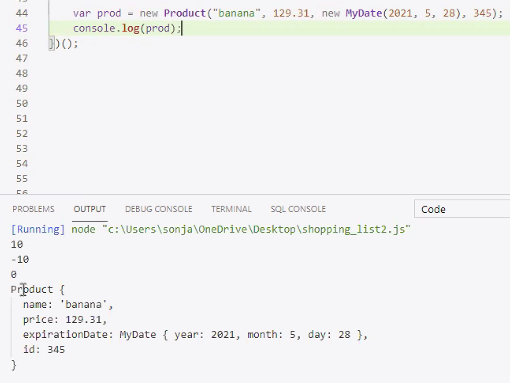 44 var prod = new Product("banana", 129.31, new MyDate(2021, 5, 28), 345);
45 console.log(prod);
46 })();
47
48
49
50
51
52
53
54
55
56
PROBLEMS OUTPUT DEBUG CONSOLE TERMINAL SQL CONSOLE Code
[Running] node "c:\Users\sonja\OneDrive\Desktop\shopping_list2.js"
10
-10
0
Product {
name: 'banana',
price: 129.31,
expirationDate: MyDate { year: 2021, month: 5, day: 28 },
id: 345
}